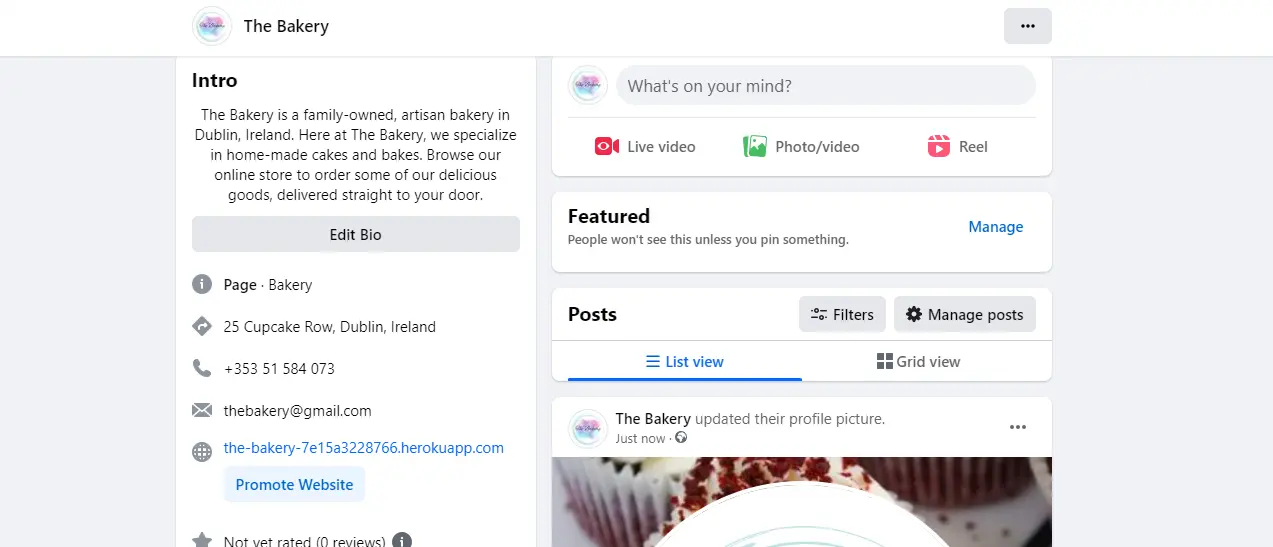 The Bakery
Intro
The Bakery is a family-owned, artisan bakery in
Dublin, Ireland. Here at The Bakery, we specialize
in home-made cakes and bakes. Browse our
online store to order some of our delicious
goods, delivered straight to your door.
Edit Bio
Page · Bakery
25 Cupcake Row, Dublin, Ireland
+353 51 584 073
thebakery@gmail.com
the-bakery-7e15a3228766.herokuapp.com
Promote Website
Not yet rated (0 reviews)
What's on your mind?
Live video
Photo/video
Reel
Featured
People won't see this unless you pin something.
Manage
Posts
Filters
Manage posts
List view
Grid view
The Bakery updated their profile picture.
Just now ·